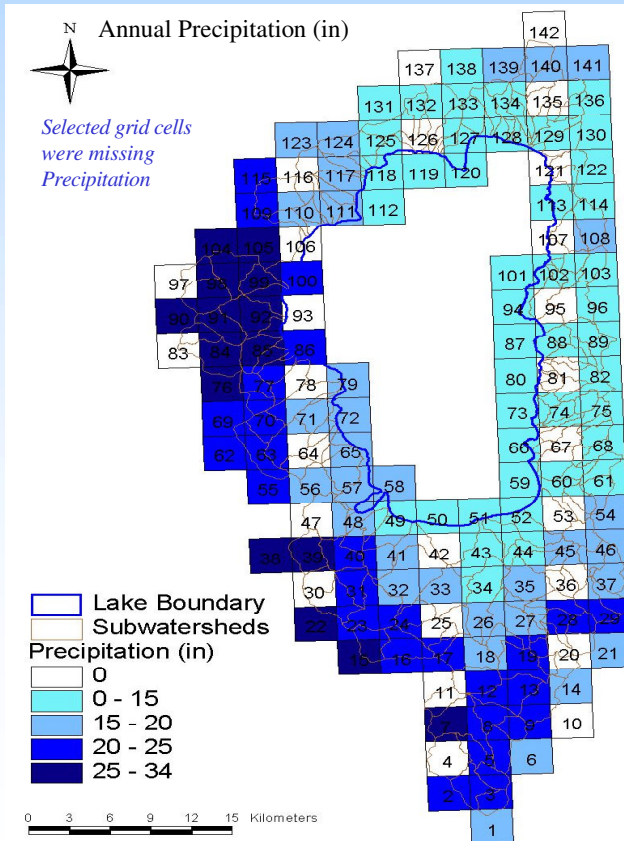 Annual Precipitation (in)
N
Selected grid cells
were missing
Precipitation
142
137 138 139 140 141
131 132 133 134 135 136
123 124 125 126 127 128 129 130
115 116 117 118 119 120 121 122
109 110 111 112 113 114
104 105 106 107 108
97 98 99 100 101 102 103
90 91 92 93 94 95 96
83 84 85 86 87 88 89
76 77 78 79 80 81 82
69 70 71 72 73 74 75
62 63 64 65 66 67 68
55 56 57 58 59 60 61
47 48 49 50 51 52 53 54
38 39 40 41 42 43 44 45 46
30 31 32 33 34 35 36 37
22 23 24 25 26 27 28 29
15 16 17 18 19 20 21
11 12 13 14
7 8 9 10
4 5 6
2 3
1
Lake Boundary
Subwatersheds
Precipitation (in)
0
0 - 15
15 - 20
20 - 25
25 - 34
0 3 6 9 12 15 Kilometers